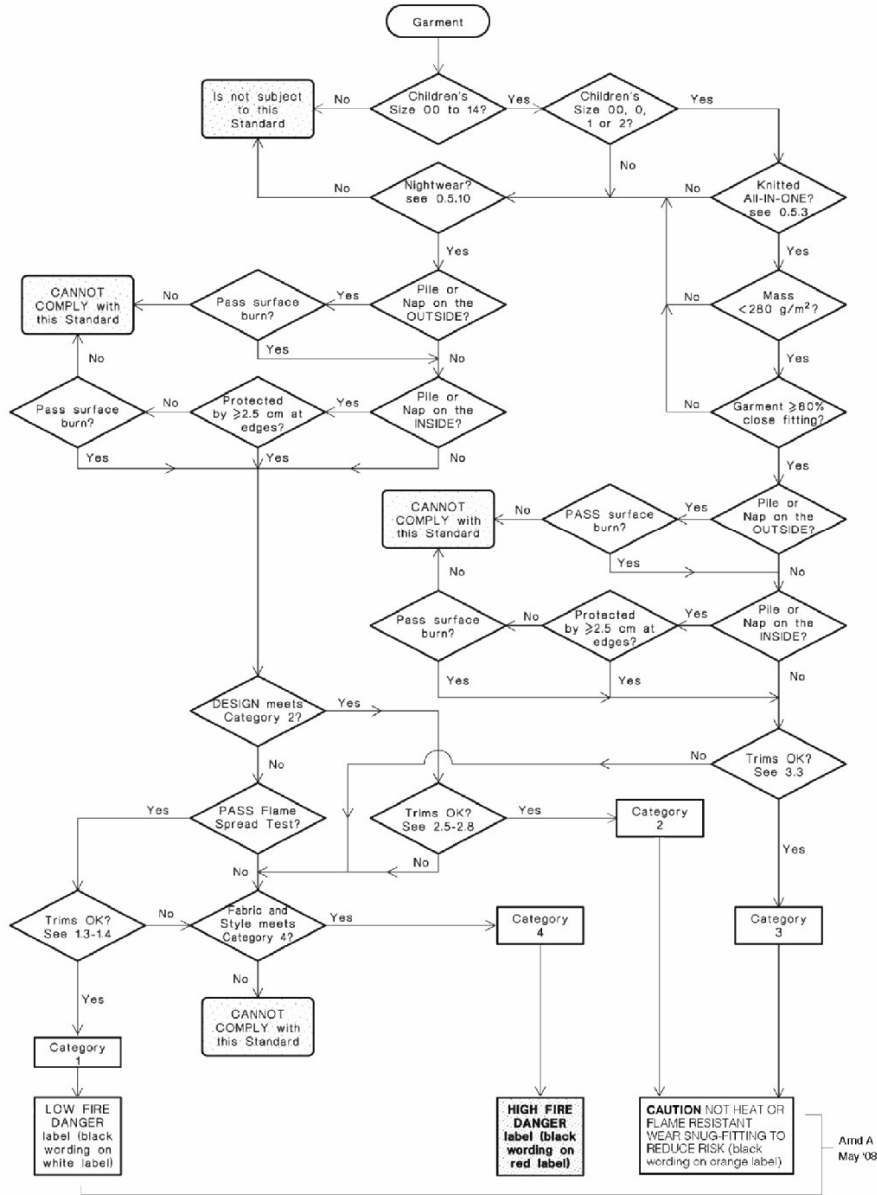 Garment
Is not subject
to this
Standard
No
Children's
Size 00 to 14?
Yes
Children's
Size 00, 0,
1 or 2?
Yes
No
No
Nightwear?
see 0.5.10
No
Knitted
All-IN-ONE?
see 0.5.3
Yes
Yes
CANNOT
COMPLY with
this Standard
No
Pass surface
burn?
Yes
Pile or
Nap on the
OUTSIDE?
No
Mass
<280 g/m²?
Yes
No
Yes
No
Pass surface
burn?
No
Protected
by ⩾2.5 cm at
edges?
Yes
Pile or
Nap on the
INSIDE?
No
Garment ⩾80%
close fitting?
Yes
Yes
No
Yes
CANNOT
COMPLY with
this Standard
No
PASS surface
burn?
Yes
Pile or
Nap on the
OUTSIDE?
Yes
No
No
Pass surface
burn?
No
Protected
by ⩾2.5 cm at
edges?
Yes
Pile or
Nap on the
INSIDE?
Yes
Yes
No
DESIGN meets
Category 2?
Yes
No
No
Trims OK?
See 3.3
Yes
PASS Flame
Spread Test?
Trims OK?
See 2.5-2.8
Yes
Category
2
Yes
No
No
Trims OK?
See 1.3-1.4
No
Fabric and
Style meets
Category 4?
Yes
Category
4
Category
3
Yes
No
CANNOT
COMPLY with
this Standard
Category
1
LOW FIRE
DANGER
label (black
wording on
white label)
HIGH FIRE
DANGER
label (black
wording on
red label)
CAUTION NOT HEAT OR
FLAME RESISTANT
WEAR SNUG-FITTING TO
REDUCE RISK (black
wording on orange label)
Amd A
May '08